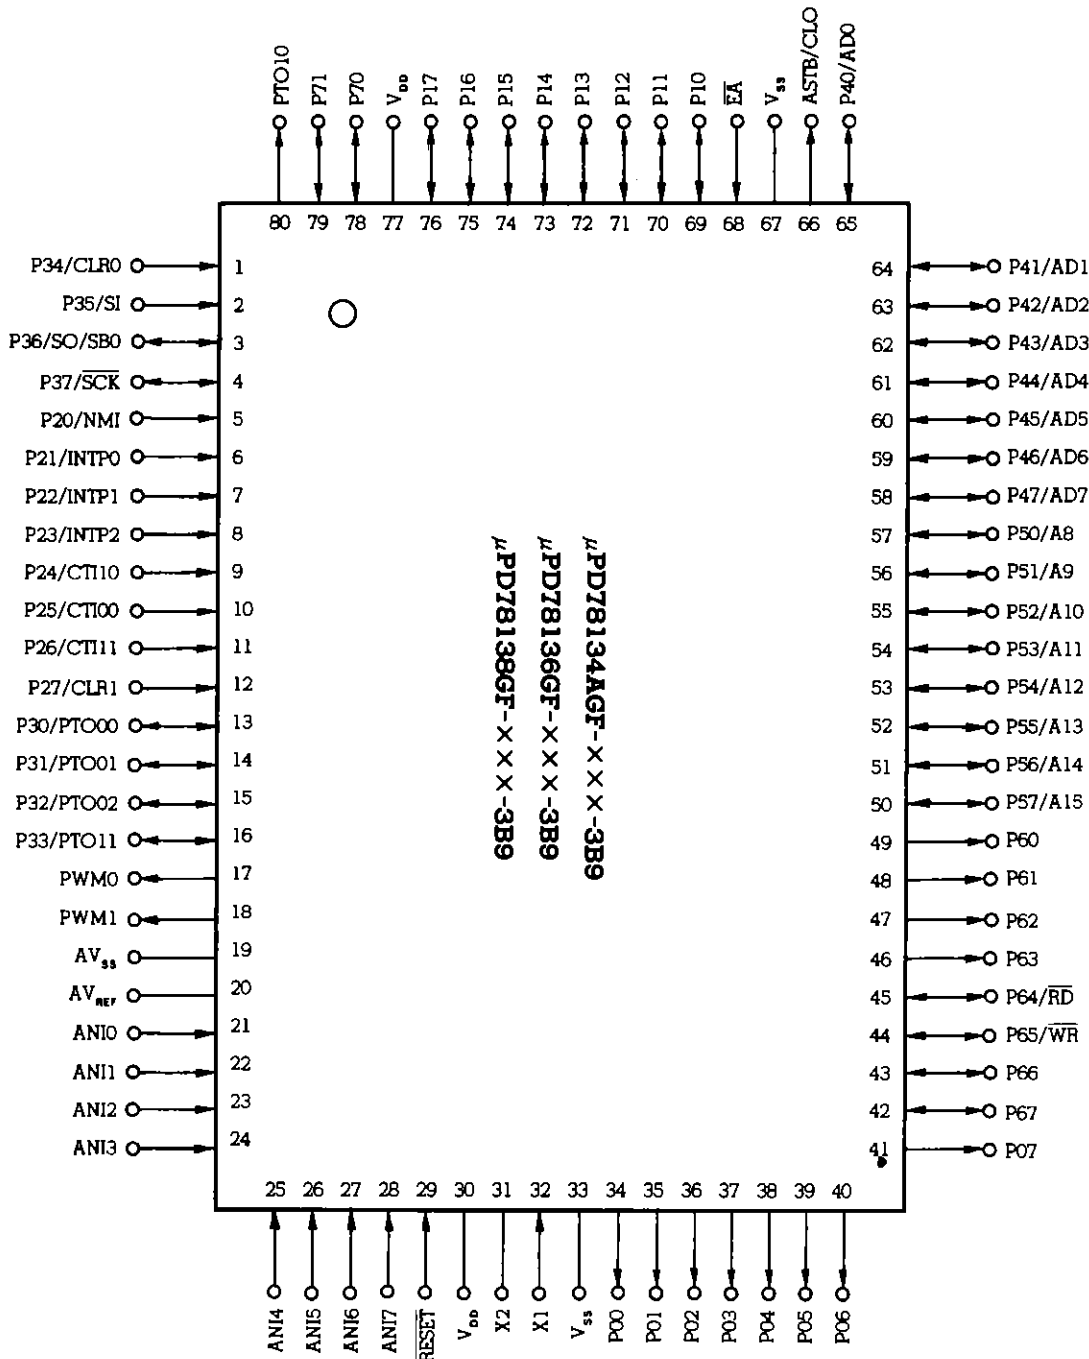 PTO10
P71
P70
VDD
P17
P16
P15
P14
P13
P12
P11
P10
E̅A̅
VSS
ASTB/CLO
P40/AD0
80 79 78 77 76 75 74 73 72 71 70 69 68 67 66 65
P34/CLR0 1
P35/SI 2
P36/SO/SB0 3
P37/S̅C̅K̅ 4
P20/NMI 5
P21/INTP0 6
P22/INTP1 7
P23/INTP2 8
P24/CTI10 9
P25/CTI00 10
P26/CTI11 11
P27/CLR1 12
P30/PTO00 13
P31/PTO01 14
P32/PTO02 15
P33/PTO11 16
PWM0 17
PWM1 18
AVSS 19
AVREF 20
ANI0 21
ANI1 22
ANI2 23
ANI3 24
μPD78134AGF-×××-3B9
μPD78136GF-×××-3B9
μPD78138GF-×××-3B9
64 P41/AD1
63 P42/AD2
62 P43/AD3
61 P44/AD4
60 P45/AD5
59 P46/AD6
58 P47/AD7
57 P50/A8
56 P51/A9
55 P52/A10
54 P53/A11
53 P54/A12
52 P55/A13
51 P56/A14
50 P57/A15
49 P60
48 P61
47 P62
46 P63
45 P64/R̅D̅
44 P65/W̅R̅
43 P66
42 P67
41 P07
25 26 27 28 29 30 31 32 33 34 35 36 37 38 39 40
ANI4
ANI5
ANI6
ANI7
R̅E̅S̅E̅T̅
VDD
X2
X1
VSS
P00
P01
P02
P03
P04
P05
P06